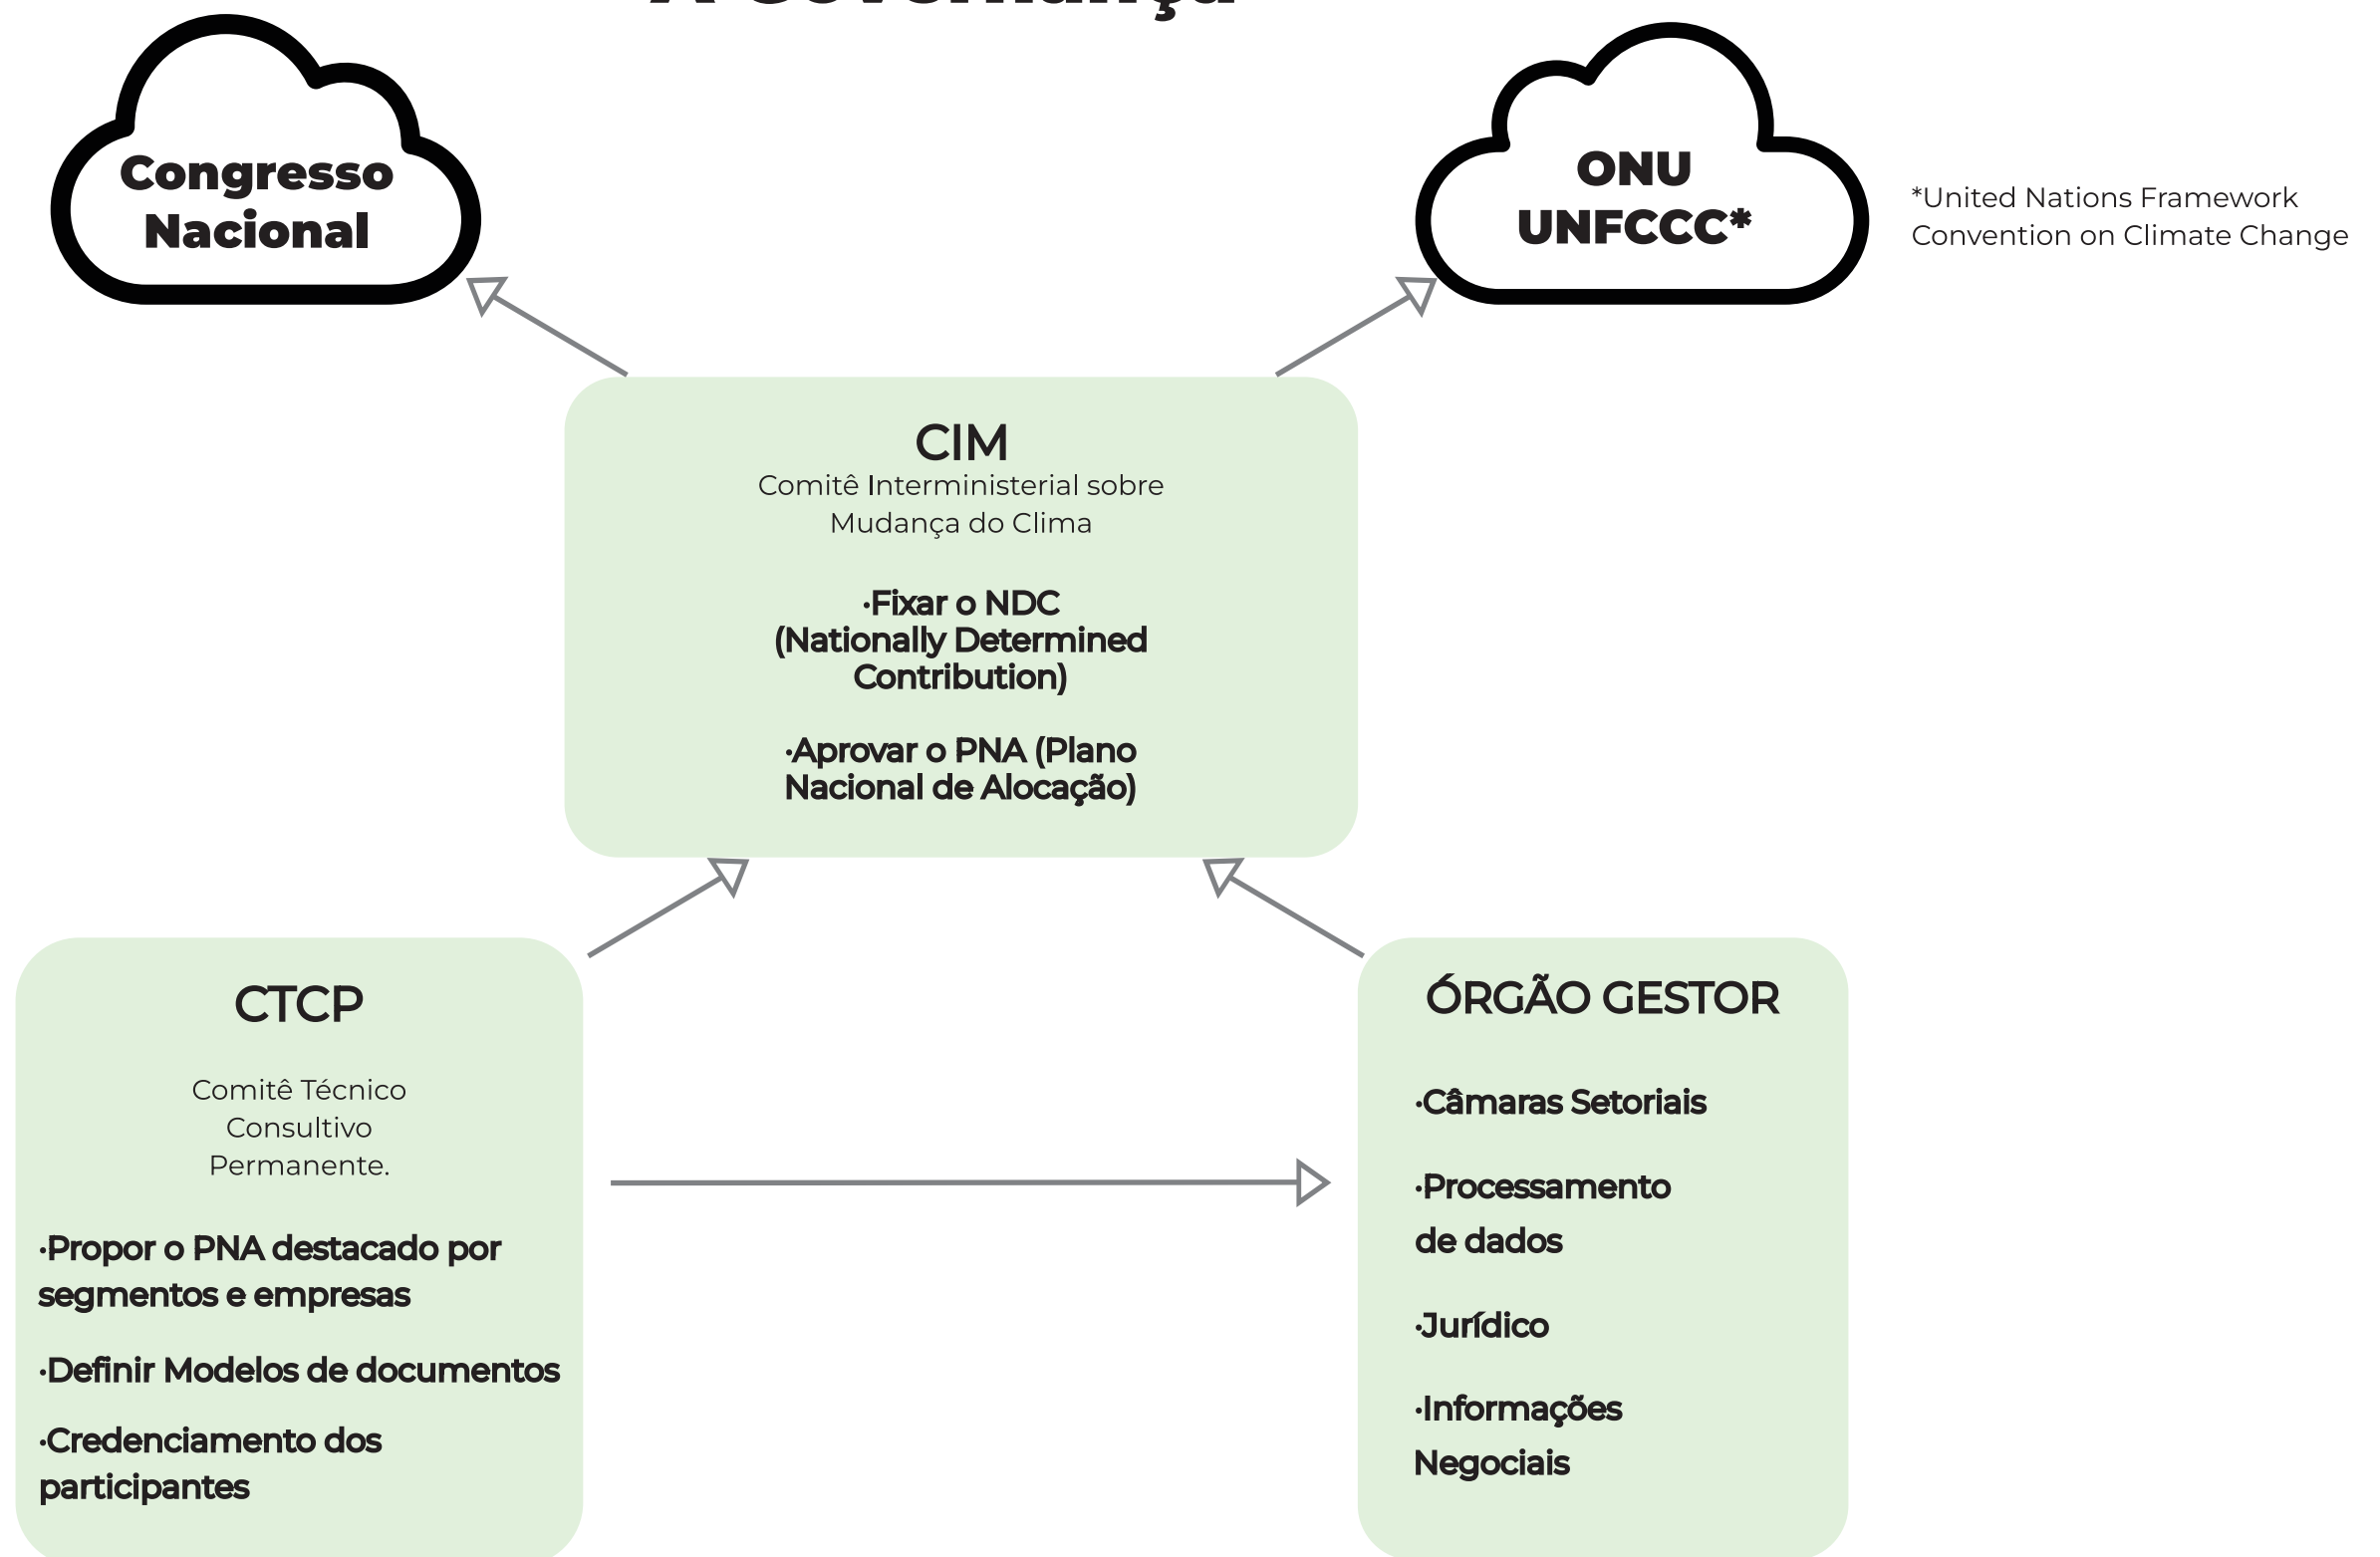 Congresso
Nacional
ONU
UNFCCC*
*United Nations Framework
Convention on Climate Change
CIM
Comitê Interministerial sobre
Mudança do Clima
·Fixar o NDC
(Nationally Determined
Contribution)
·Aprovar o PNA (Plano
Nacional de Alocação)
CTCP
Comitê Técnico
Consultivo
Permanente.
·Propor o PNA destacado por
segmentos e empresas
·Definir Modelos de documentos
·Credenciamento dos
participantes
ÓRGÃO GESTOR
·Câmaras Setoriais
·Processamento
de dados
·Jurídico
·Informações
Negociais